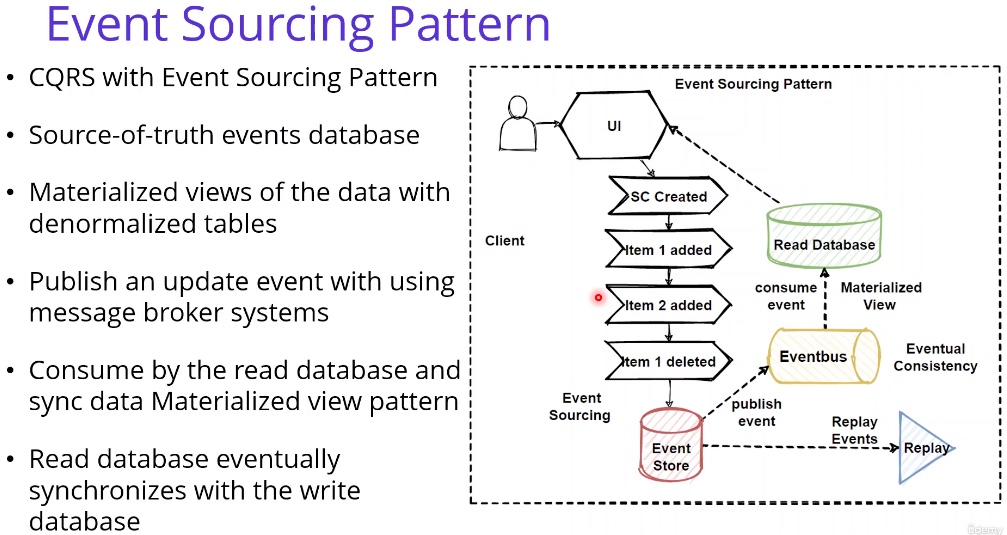 Event Sourcing Pattern
• CQRS with Event Sourcing Pattern
• Source-of-truth events database
• Materialized views of the data with
denormalized tables
• Publish an update event with using
message broker systems
• Consume by the read database and
sync data Materialized view pattern
• Read database eventually
synchronizes with the write
database
Event Sourcing Pattern
UI
SC Created
Client
Item 1 added
Read Database
Item 2 added
consume
event
Materialized
View
Item 1 deleted
Eventbus
Eventual
Consistency
Event
Sourcing
publish
event
Event
Store
Replay
Events
Replay
ûdemy